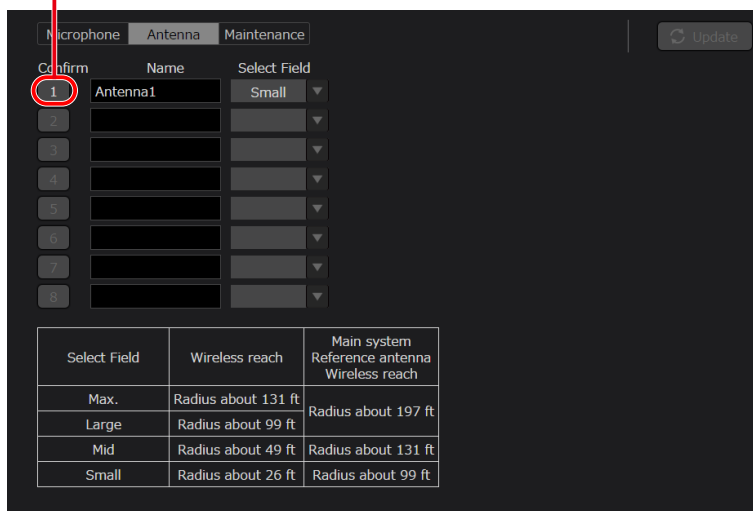 Microphone Antenna Maintenance Update
Confirm Name Select Field
1 Antenna1 Small
2
3
4
5
6
7
8
Select Field Wireless reach Main system
Reference antenna
Wireless reach
Max. Radius about 131 ft Radius about 197 ft
Large Radius about 99 ft
Mid Radius about 49 ft Radius about 131 ft
Small Radius about 26 ft Radius about 99 ft